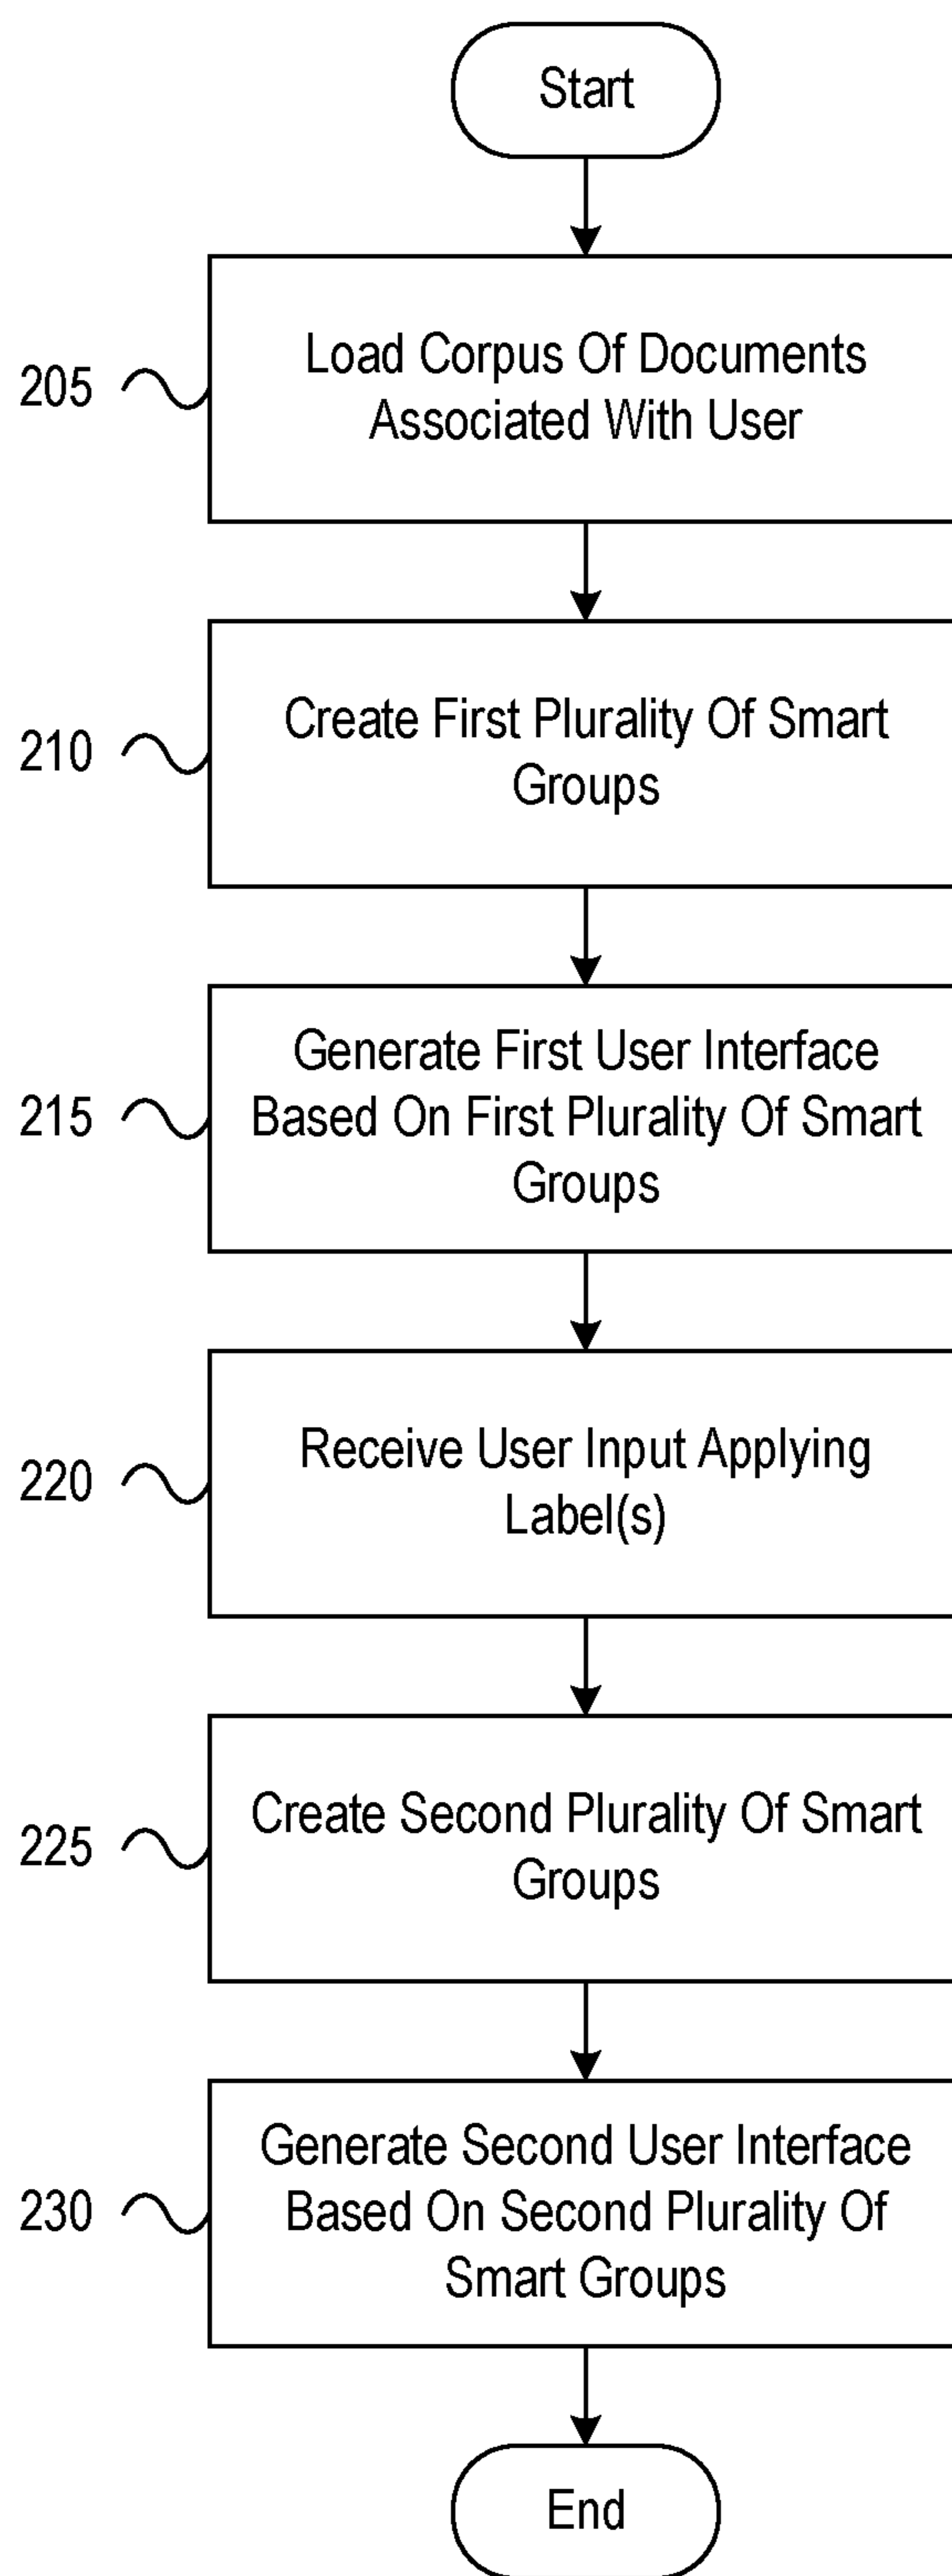 Start
205
Load Corpus Of Documents
Associated With User
210
Create First Plurality Of Smart
Groups
215
Generate First User Interface
Based On First Plurality Of Smart
Groups
220
Receive User Input Applying
Label(s)
225
Create Second Plurality Of Smart
Groups
230
Generate Second User Interface
Based On Second Plurality Of
Smart Groups
End